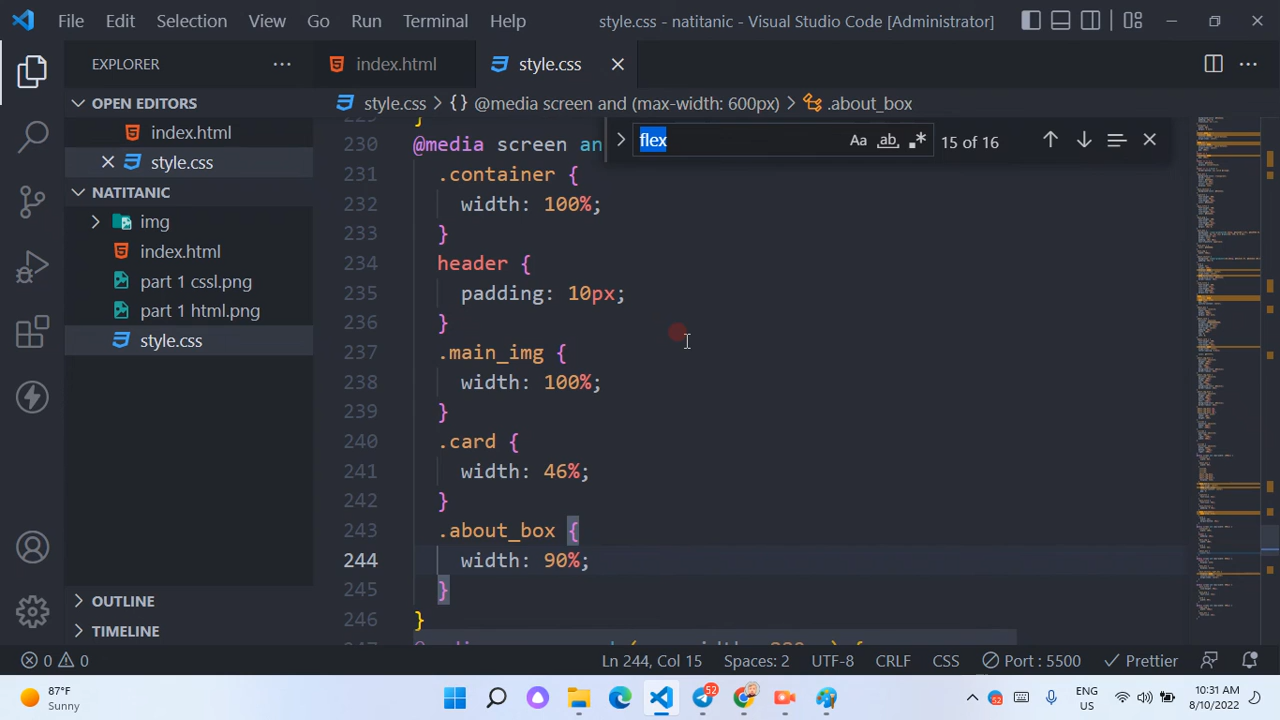 File Edit Selection View Go Run Terminal Help style.css - natitanic - Visual Studio Code [Administrator]
EXPLORER
index.html style.css
OPEN EDITORS
index.html
style.css
NATITANIC
img
index.html
part 1 cssl.png
part 1 html.png
style.css
OUTLINE
TIMELINE
style.css > {} @media screen and (max-width: 600px) > .about_box
flex
Aa ab .* 15 of 16
230 @media screen an
231 .container {
232 width: 100%;
233 }
234 header {
235 padding: 10px;
236 }
237 .main_img {
238 width: 100%;
239 }
240 .card {
241 width: 46%;
242 }
243 .about_box {
244 width: 90%;
245 }
246 }
0 0 Ln 244, Col 15 Spaces: 2 UTF-8 CRLF CSS Port : 5500 Prettier
87°F
Sunny
52
52
ENG
US
10:31 AM
8/10/2022